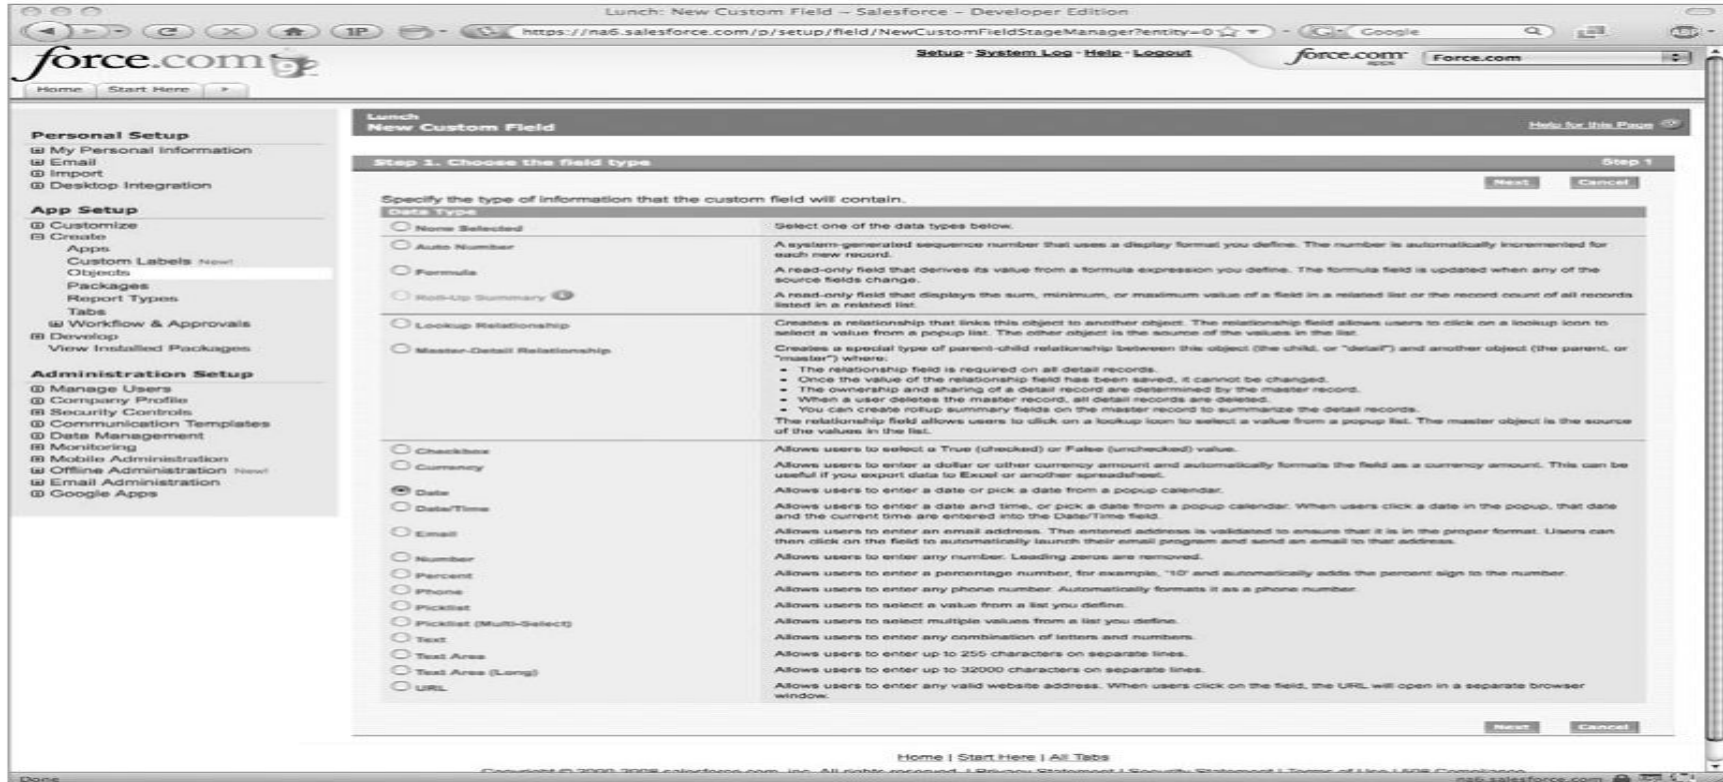 Lunch: New Custom Field – Salesforce – Developer Edition
1P
https://na6.salesforce.com/p/setup/field/NewCustomFieldStageManager?entity=0
Google
ABP
force.com
Setup · System Log · Help · Logout
force.com apps
Force.com
Home
Start Here
Personal Setup
My Personal Information
Email
Import
Desktop Integration
App Setup
Customize
Create
Apps
Custom Labels New!
Objects
Packages
Report Types
Tabs
Workflow & Approvals
Develop
View Installed Packages
Administration Setup
Manage Users
Company Profile
Security Controls
Communication Templates
Data Management
Monitoring
Mobile Administration
Offline Administration New!
Email Administration
Google Apps
Lunch
New Custom Field
Help for this Page
Step 1. Choose the field type
Step 1
Next
Cancel
Specify the type of information that the custom field will contain.
Data Type
None Selected
Select one of the data types below.
Auto Number
A system-generated sequence number that uses a display format you define. The number is automatically incremented for
each new record.
Formula
A read-only field that derives its value from a formula expression you define. The formula field is updated when any of the
source fields change.
Roll-Up Summary
A read-only field that displays the sum, minimum, or maximum value of a field in a related list or the record count of all records
listed in a related list.
Lookup Relationship
Creates a relationship that links this object to another object. The relationship field allows users to click on a lookup icon to
select a value from a popup list. The other object is the source of the values in the list.
Master-Detail Relationship
Creates a special type of parent-child relationship between this object (the child, or "detail") and another object (the parent, or
"master") where:
• The relationship field is required on all detail records.
• Once the value of the relationship field has been saved, it cannot be changed.
• The ownership and sharing of a detail record are determined by the master record.
• When a user deletes the master record, all detail records are deleted.
• You can create rollup summary fields on the master record to summarize the detail records.
The relationship field allows users to click on a lookup icon to select a value from a popup list. The master object is the source
of the values in the list.
Checkbox
Allows users to select a True (checked) or False (unchecked) value.
Currency
Allows users to enter a dollar or other currency amount and automatically formats the field as a currency amount. This can be
useful if you export data to Excel or another spreadsheet.
Date
Allows users to enter a date or pick a date from a popup calendar.
Date/Time
Allows users to enter a date and time, or pick a date from a popup calendar. When users click a date in the popup, that date
and the current time are entered into the Date/Time field.
Email
Allows users to enter an email address. The entered address is validated to ensure that it is in the proper format. Users can
then click on the field to automatically launch their email program and send an email to that address.
Number
Allows users to enter any number. Leading zeros are removed.
Percent
Allows users to enter a percentage number, for example, '10' and automatically adds the percent sign to the number.
Phone
Allows users to enter any phone number. Automatically formats it as a phone number.
Picklist
Allows users to select a value from a list you define.
Picklist (Multi-Select)
Allows users to select multiple values from a list you define.
Text
Allows users to enter any combination of letters and numbers.
Text Area
Allows users to enter up to 255 characters on separate lines.
Text Area (Long)
Allows users to enter up to 32000 characters on separate lines.
URL
Allows users to enter any valid website address. When users click on the field, the URL will open in a separate browser
window.
Next
Cancel
Home | Start Here | All Tabs
Copyright © 2000-2008 salesforce.com, inc. All rights reserved. | Privacy Statement | Security Statement | Terms of Use | 508 Compliance
Done
na6.salesforce.com